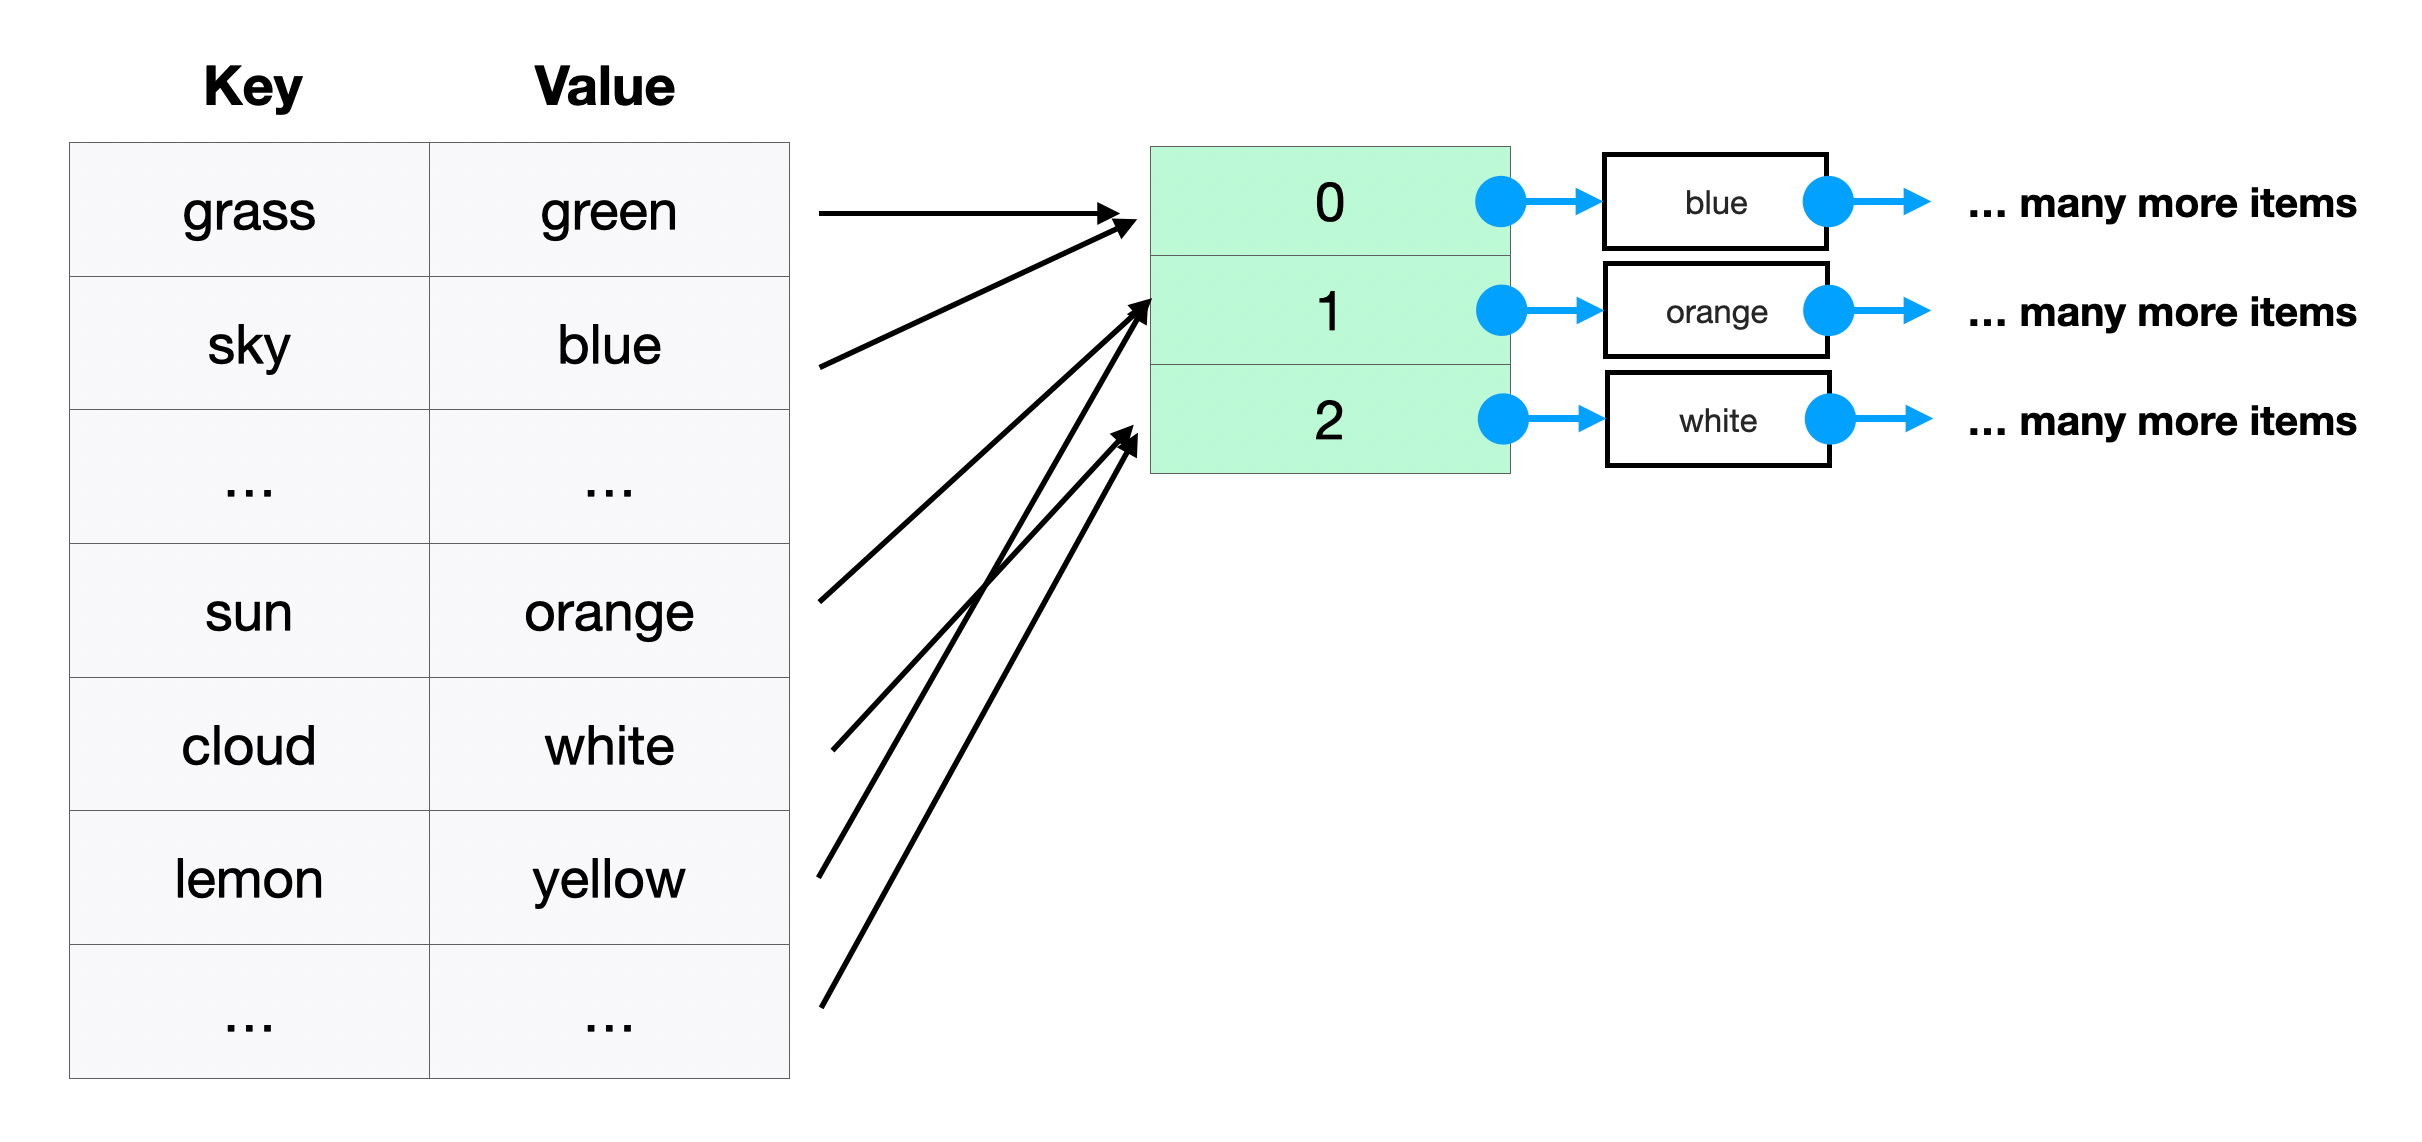 Key Value
grass green
sky blue
... ...
sun orange
cloud white
lemon yellow
... ...
0 blue ... many more items
1 orange ... many more items
2 white ... many more items